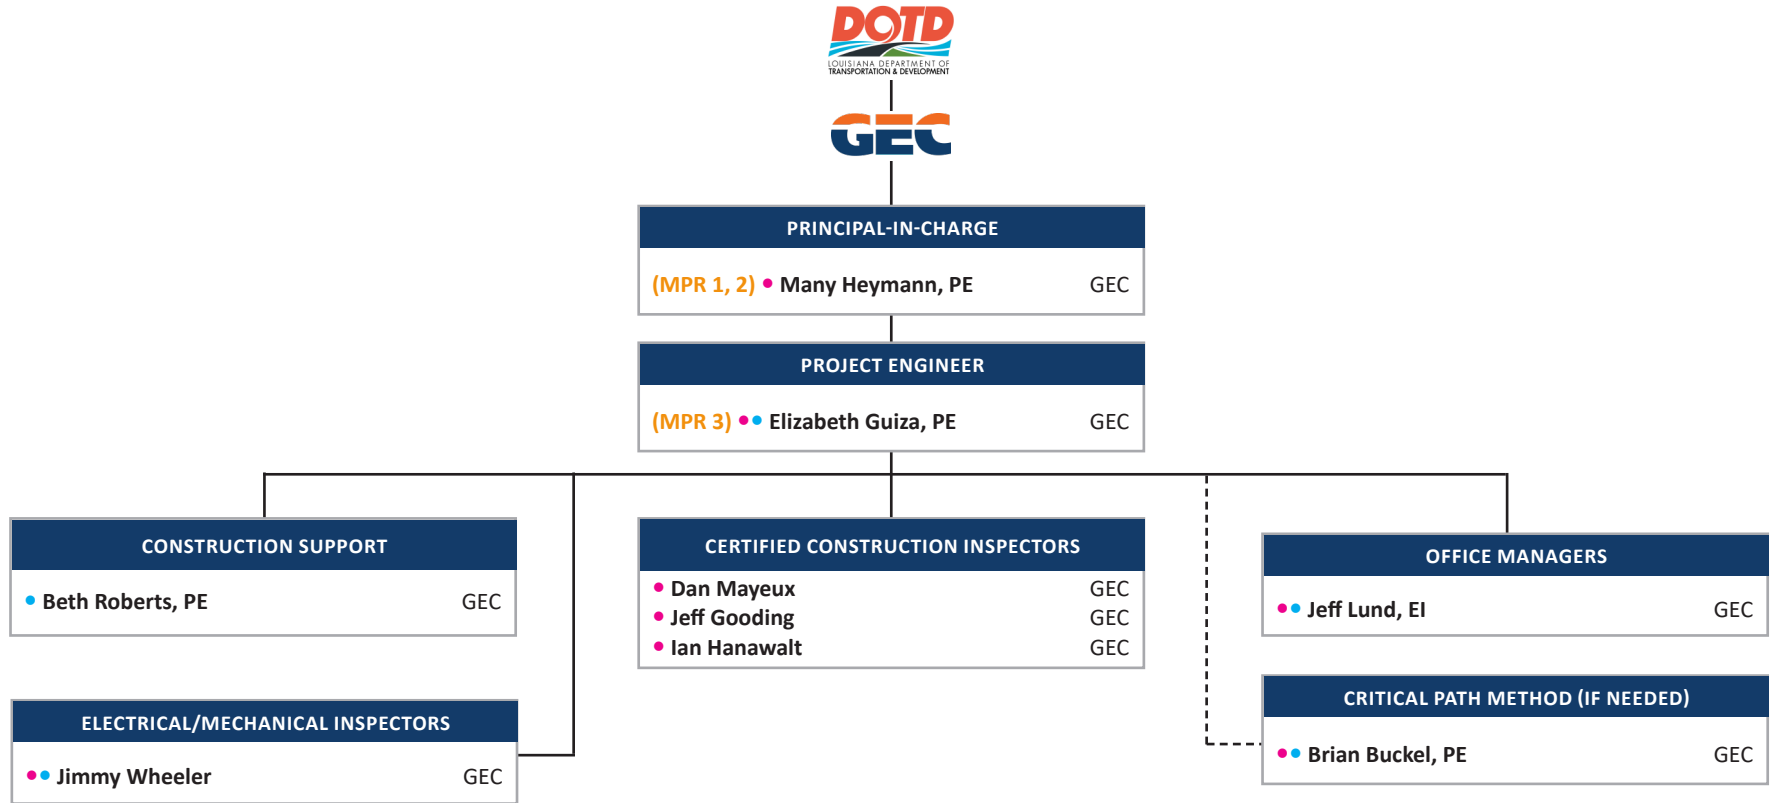 DOTD
LOUISIANA DEPARTMENT OF
TRANSPORTATION & DEVELOPMENT
GEC
PRINCIPAL-IN-CHARGE
(MPR 1, 2) • Many Heymann, PE GEC
PROJECT ENGINEER
(MPR 3) •• Elizabeth Guiza, PE GEC
CONSTRUCTION SUPPORT
• Beth Roberts, PE GEC
ELECTRICAL/MECHANICAL INSPECTORS
•• Jimmy Wheeler GEC
CERTIFIED CONSTRUCTION INSPECTORS
• Dan Mayeux GEC
• Jeff Gooding GEC
• Ian Hanawalt GEC
OFFICE MANAGERS
•• Jeff Lund, EI GEC
CRITICAL PATH METHOD (IF NEEDED)
•• Brian Buckel, PE GEC